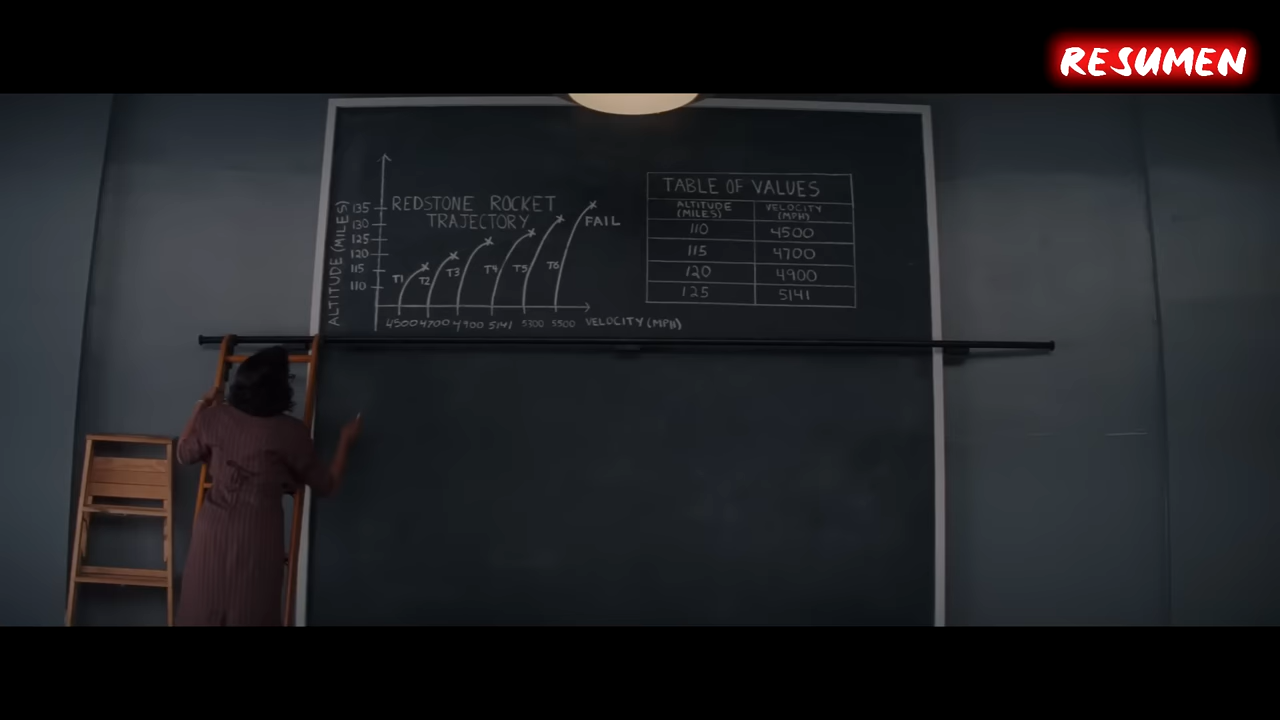 RESUMEN
REDSTONE ROCKET
TRAJECTORY
ALTITUDE (MILES)
135
130
125
120
115
110
T1
T2
T3
T4
T5
T6
FAIL
4500 4700 4900 5141 5300 5500 VELOCITY (MPH)
TABLE OF VALUES
ALTITUDE (MILES) VELOCITY (MPH)
110 4500
115 4700
120 4900
125 5141